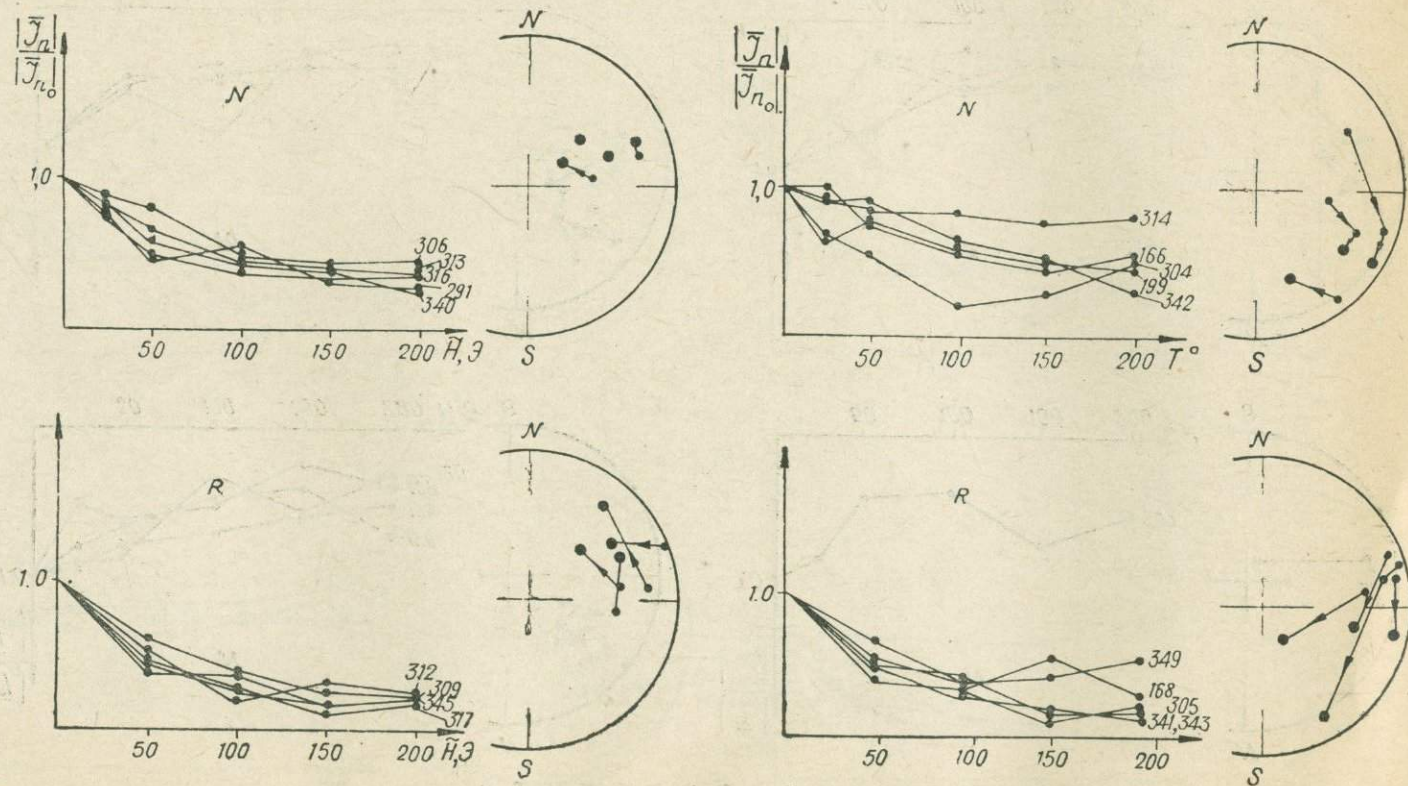 |J̅n|
|J̅n₀|
N
1,0
306
313
316
291
340
50 100 150 200 H̃,Э
N
S
|J̅n|
|J̅n₀|
N
1,0
314
166
304
199
342
50 100 150 200 T°
N
S
R
1.0
312
309
345
317
50 100 150 200 H̃,Э
N
S
R
1.0
349
168
305
341,343
50 100 150 200
N
S